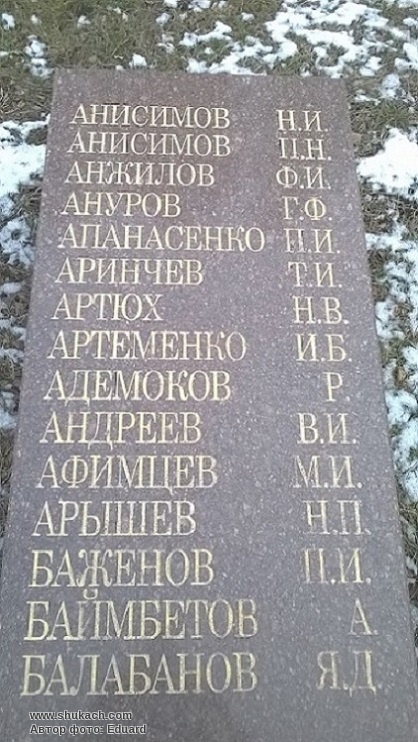 АНИСИМОВ Н.И.
АНИСИМОВ П.Н.
АНЖИЛОВ Ф.И.
АНУРОВ Г.Ф.
АПАНАСЕНКО П.И.
АРИНЧЕВ Т.И.
АРТЮХ Н.В.
АРТЕМЕНКО И.Б.
АДЕМОКОВ Р.
АНДРЕЕВ В.И.
АФИМЦЕВ М.И.
АРЫШЕВ Н.П.
БАЖЕНОВ П.И.
БАЙМБЕТОВ А.
БАЛАБАНОВ Я.Д.
www.shukach.com
Автор фото: Eduard